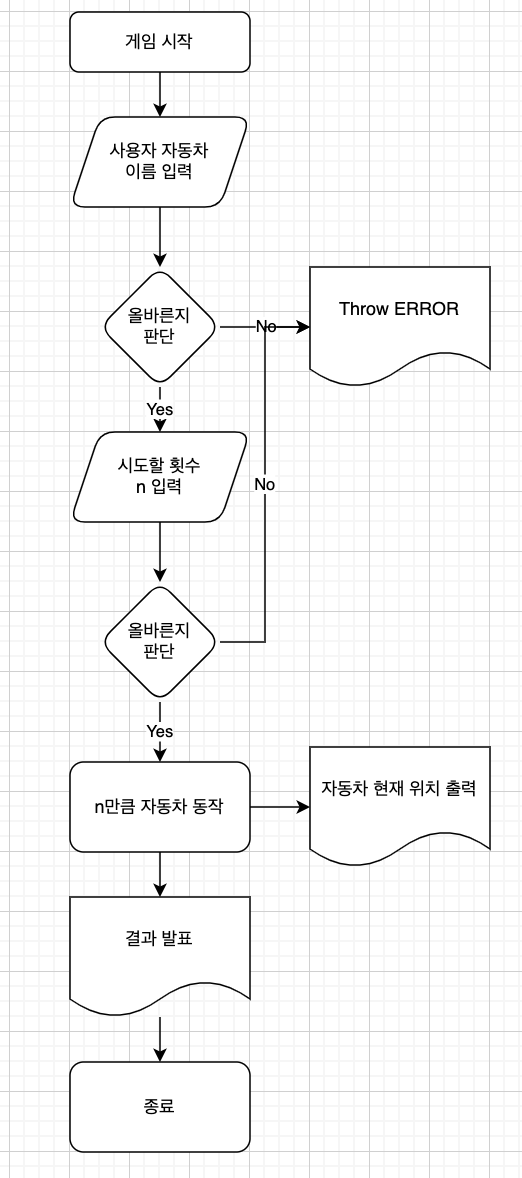 게임 시작
사용자 자동차
이름 입력
올바른지
판단
No
Throw ERROR
Yes
시도할 횟수
n 입력
No
올바른지
판단
Yes
n만큼 자동차 동작
자동차 현재 위치 출력
결과 발표
종료